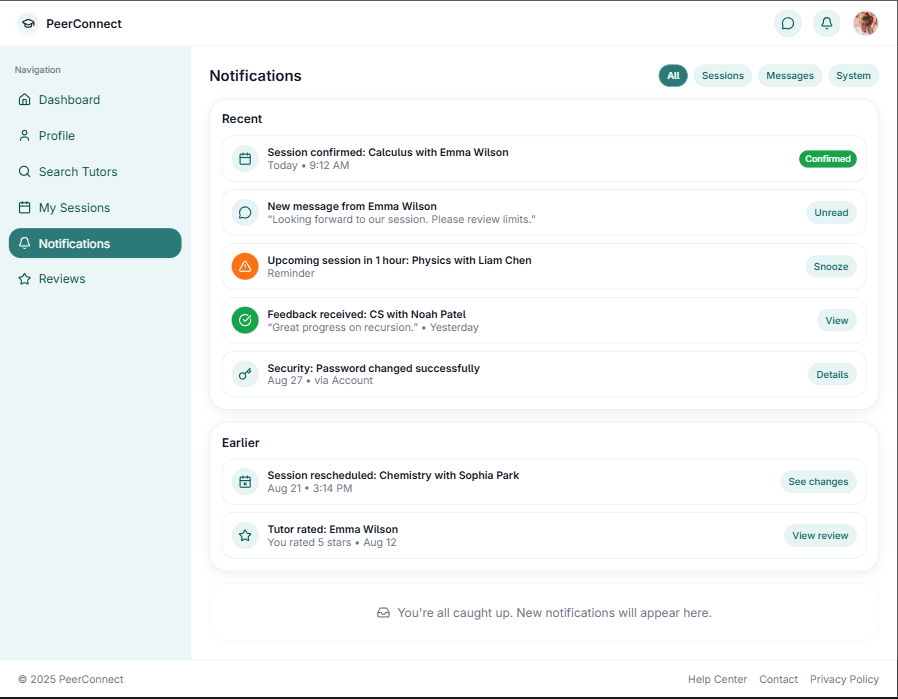 PeerConnect
Navigation
Dashboard
Profile
Search Tutors
My Sessions
Notifications
Reviews
Notifications
All Sessions Messages System
Recent
Session confirmed: Calculus with Emma Wilson
Today • 9:12 AM
Confirmed
New message from Emma Wilson
“Looking forward to our session. Please review limits.”
Unread
Upcoming session in 1 hour: Physics with Liam Chen
Reminder
Snooze
Feedback received: CS with Noah Patel
“Great progress on recursion.” • Yesterday
View
Security: Password changed successfully
Aug 27 • via Account
Details
Earlier
Session rescheduled: Chemistry with Sophia Park
Aug 21 • 3:14 PM
See changes
Tutor rated: Emma Wilson
You rated 5 stars • Aug 12
View review
You're all caught up. New notifications will appear here.
© 2025 PeerConnect
Help Center Contact Privacy Policy